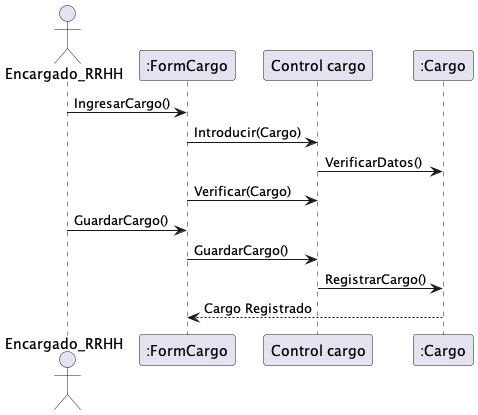 Encargado_RRHH
:FormCargo
Control cargo
:Cargo
IngresarCargo()
Introducir(Cargo)
VerificarDatos()
Verificar(Cargo)
GuardarCargo()
GuardarCargo()
RegistrarCargo()
Cargo Registrado
Encargado_RRHH
:FormCargo
Control cargo
:Cargo